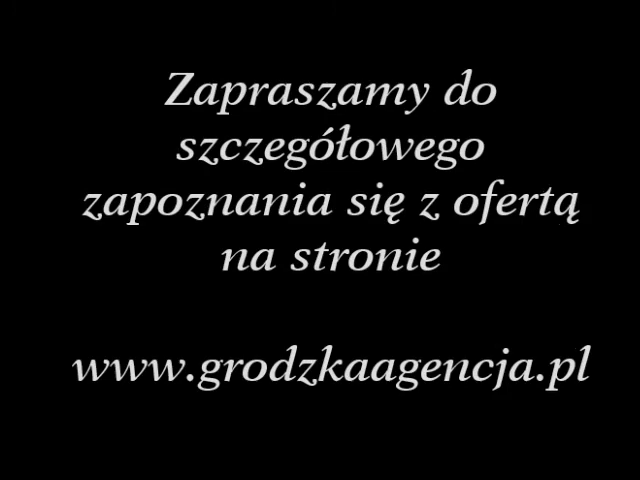 Zapraszamy do
szczegółowego
zapoznania się z ofertą
na stronie
www.grodzkaagencja.pl